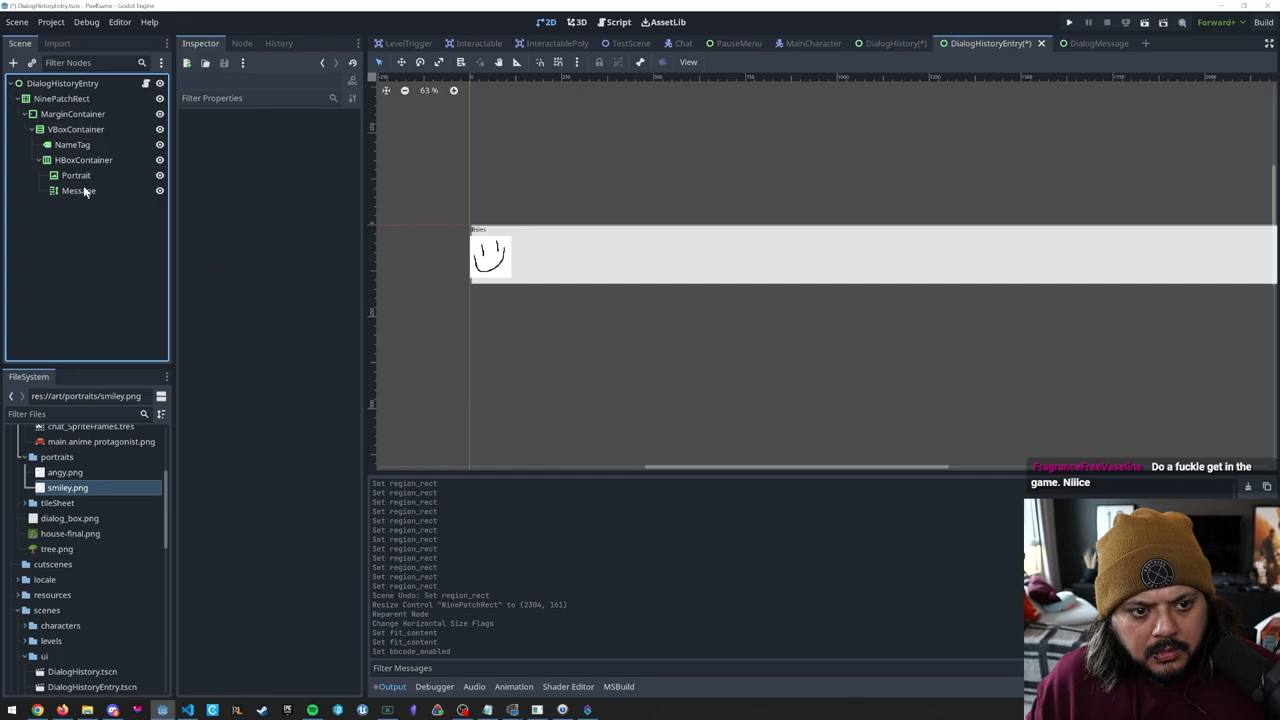 (*) DialogHistoryEntry.tscn - PixelGame - Godot Engine
Scene Project Debug Editor Help
2D 3D Script AssetLib
Forward+ Build
Scene Import
Inspector Node History
LevelTrigger Interactable InteractablePoly TestScene Chat PauseMenu MainCharacter DialogHistory(*) DialogHistoryEntry(*) DialogMessage
Filter Nodes
View
DialogHistoryEntry
NinePatchRect
MarginContainer
VBoxContainer
NameTag
HBoxContainer
Portrait
Message
Filter Properties
63 %
FileSystem
res://art/portraits/smiley.png
Filter Files
chat_SpriteFrames.tres
main anime protagonist.png
portraits
angy.png
smiley.png
tileSheet
dialog_box.png
house-final.png
tree.png
cutscenes
locale
resources
scenes
characters
levels
ui
DialogHistory.tscn
DialogHistoryEntry.tscn
FragranceFreeVaseline Do a fuckle get in the
game. Niiice
Set region_rect
Set region_rect
Set region_rect
Set region_rect
Set region_rect
Set region_rect
Set region_rect
Set region_rect
Set region_rect
Set region_rect
Set region_rect
Set region_rect
Scene Undo: Set region_rect
Resize Control "NinePatchRect" to (2304, 161)
Reparent Node
Change Horizontal Size Flags
Set fit_content
Set fit_content
Set bbcode_enabled
Filter Messages
Output Debugger Audio Animation Shader Editor MSBuild